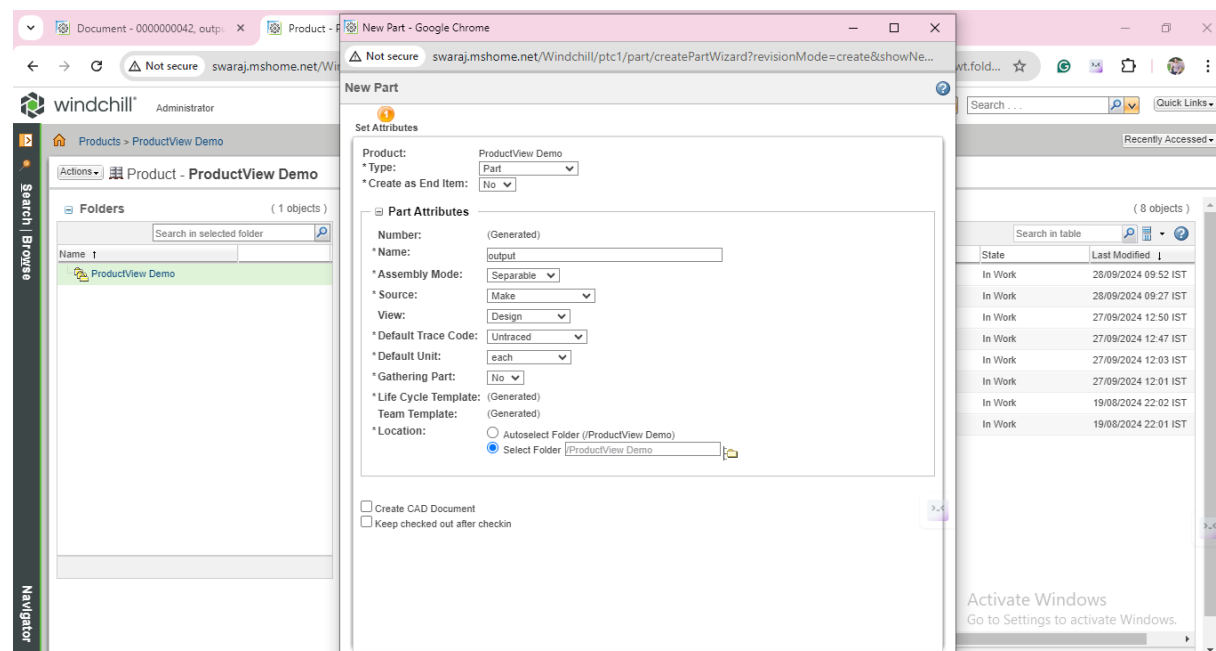 Document - 0000000042, outpu
Product - P
New Part - Google Chrome
Not secure swaraj.mshome.net/Win
Not secure swaraj.mshome.net/Windchill/ptc1/part/createPartWizard?revisionMode=create&showNe...
wt.fold...
windchill Administrator
New Part
Search . . .
Quick Links
Set Attributes
Products > ProductView Demo
Recently Accessed
Actions Product - ProductView Demo
Product: ProductView Demo
* Type: Part
* Create as End Item: No
Search | Browse
Folders ( 1 objects )
Search in selected folder
Name
ProductView Demo
Part Attributes
Number: (Generated)
* Name: output
* Assembly Mode: Separable
* Source: Make
View: Design
* Default Trace Code: Untraced
* Default Unit: each
* Gathering Part: No
* Life Cycle Template: (Generated)
Team Template: (Generated)
* Location: Autoselect Folder (/ProductView Demo)
Select Folder /ProductView Demo
Create CAD Document
Keep checked out after checkin
( 8 objects )
Search in table
State Last Modified
In Work 28/09/2024 09:52 IST
In Work 28/09/2024 09:27 IST
In Work 27/09/2024 12:50 IST
In Work 27/09/2024 12:47 IST
In Work 27/09/2024 12:03 IST
In Work 27/09/2024 12:01 IST
In Work 19/08/2024 22:02 IST
In Work 19/08/2024 22:01 IST
Navigator
Activate Windows
Go to Settings to activate Windows.